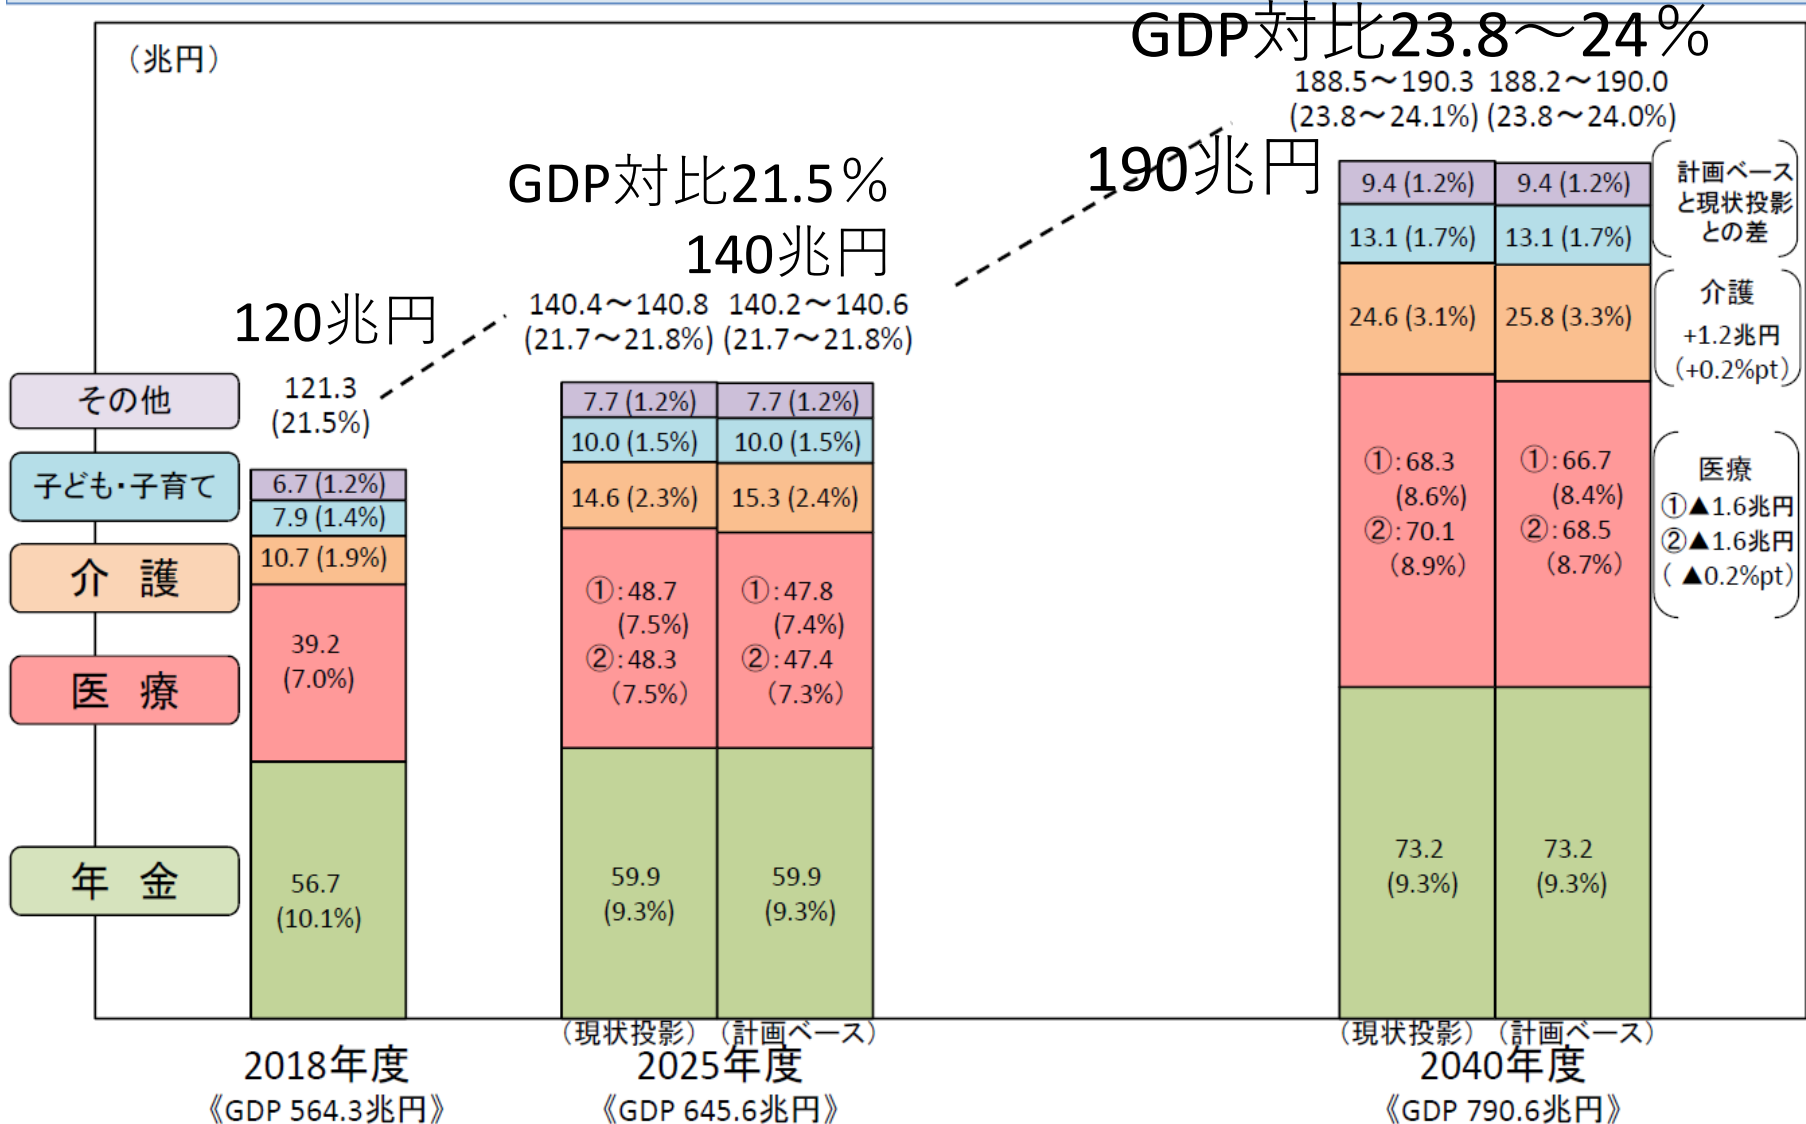 GDP対比23.8～24％
（兆円）
188.5～190.3 188.2～190.0
(23.8～24.1%) (23.8～24.0%)
190兆円
GDP対比21.5％
140兆円
140.4～140.8 140.2～140.6
(21.7～21.8%) (21.7～21.8%)
120兆円
121.3
(21.5%)
その他
子ども・子育て
介 護
医 療
年 金
6.7 (1.2%)
7.9 (1.4%)
10.7 (1.9%)
39.2
(7.0%)
56.7
(10.1%)
7.7 (1.2%)
10.0 (1.5%)
14.6 (2.3%)
①：48.7
(7.5%)
②：48.3
（7.5%）
59.9
(9.3%)
7.7 (1.2%)
10.0 (1.5%)
15.3 (2.4%)
①：47.8
(7.4%)
②：47.4
（7.3%）
59.9
(9.3%)
9.4 (1.2%)
13.1 (1.7%)
24.6 (3.1%)
①：68.3
(8.6%)
②：70.1
（8.9%）
73.2
(9.3%)
9.4 (1.2%)
13.1 (1.7%)
25.8 (3.3%)
①：66.7
(8.4%)
②：68.5
（8.7%）
73.2
(9.3%)
計画ベース
と現状投影
との差
介護
+1.2兆円
（+0.2%pt）
医療
①▲1.6兆円
②▲1.6兆円
（ ▲0.2%pt）
（現状投影）（計画ベース）
（現状投影）（計画ベース）
2018年度
2025年度
2040年度
《GDP 564.3兆円》
《GDP 645.6兆円》
《GDP 790.6兆円》